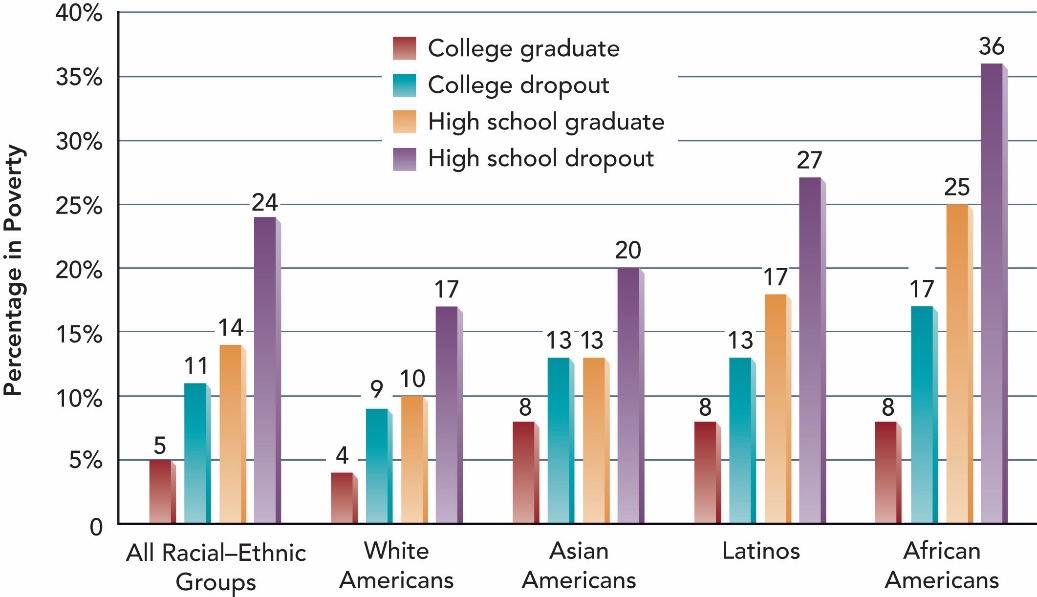 40%
35%
30%
25%
20%
15%
10%
5%
0
Percentage in Poverty
College graduate
College dropout
High school graduate
High school dropout
5
11
14
24
4
9
10
17
8
13
13
20
8
13
17
27
8
17
25
36
All Racial–Ethnic
Groups
White
Americans
Asian
Americans
Latinos
African
Americans